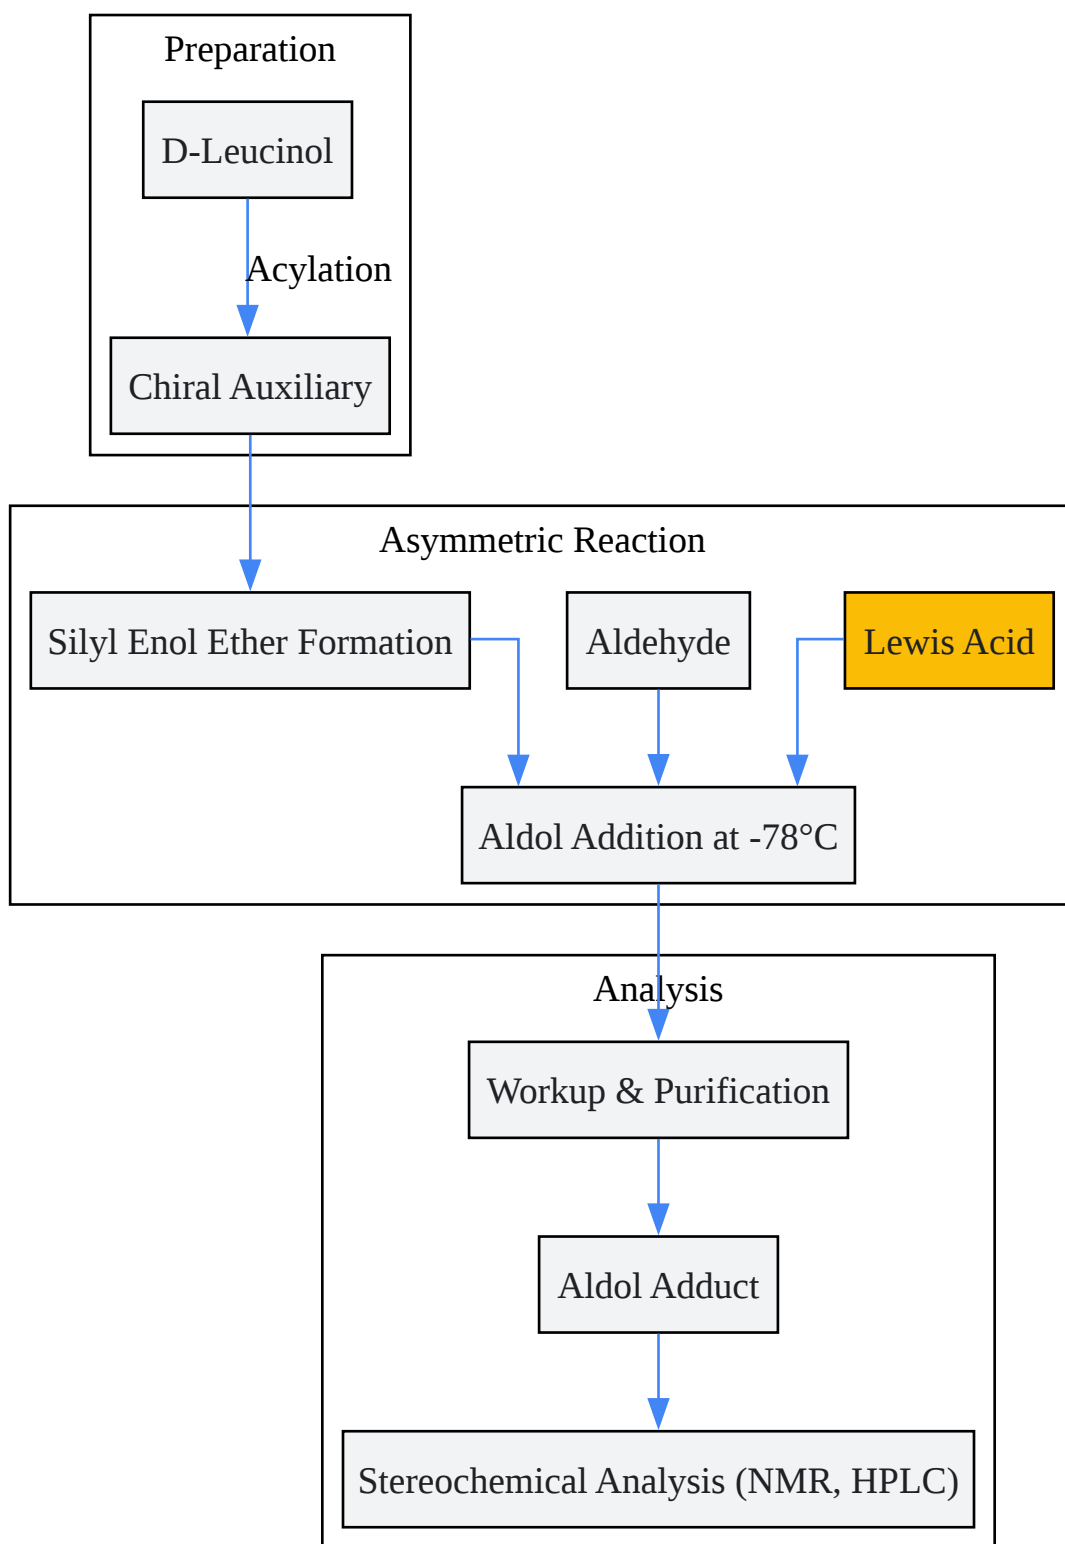 Preparation
D-Leucinol
Acylation
Chiral Auxiliary
Asymmetric Reaction
Silyl Enol Ether Formation
Aldehyde
Lewis Acid
Aldol Addition at -78°C
Analysis
Workup & Purification
Aldol Adduct
Stereochemical Analysis (NMR, HPLC)